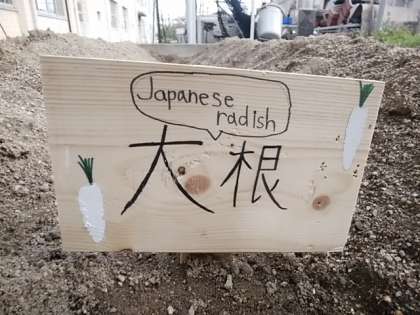 Japanese
radish
大根